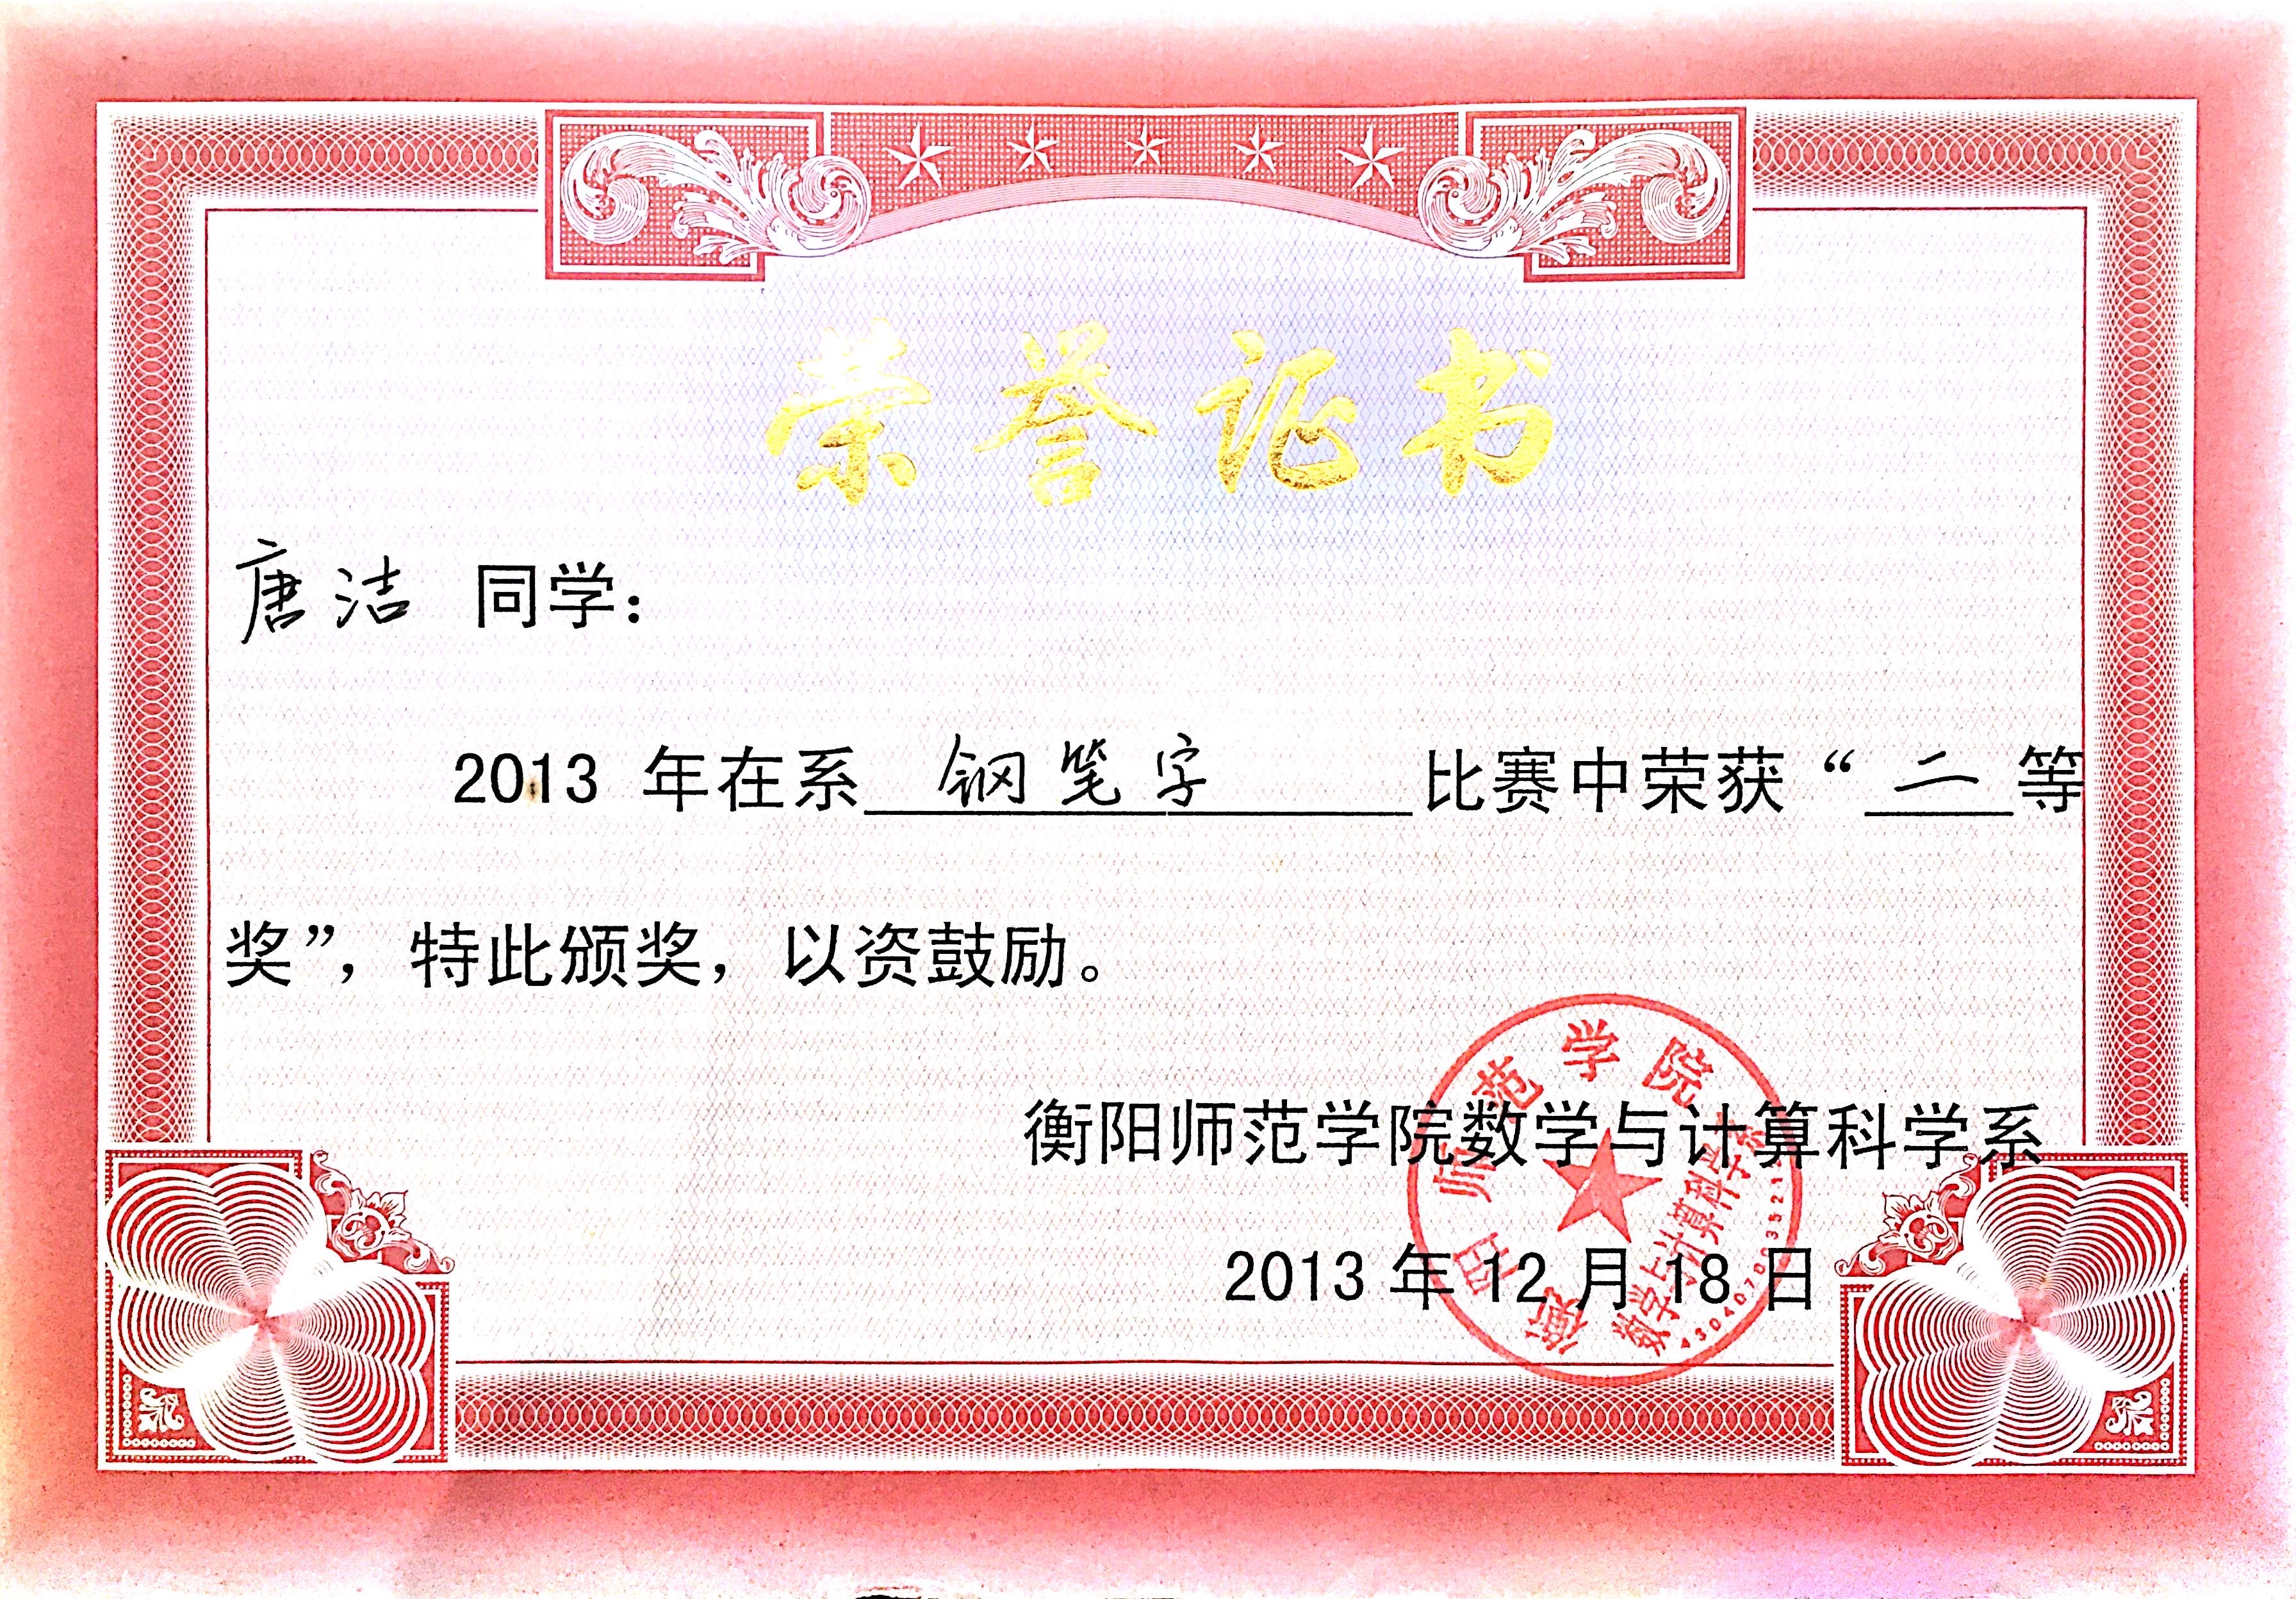 荣誉证书
唐洁 同学：
2013 年在系 钢笔字 比赛中荣获“ 二 等
奖”，特此颁奖，以资鼓励。
衡阳师范学院数学与计算科学系
2013 年 12 月 18 日
衡阳师范学院
数学与计算科学系